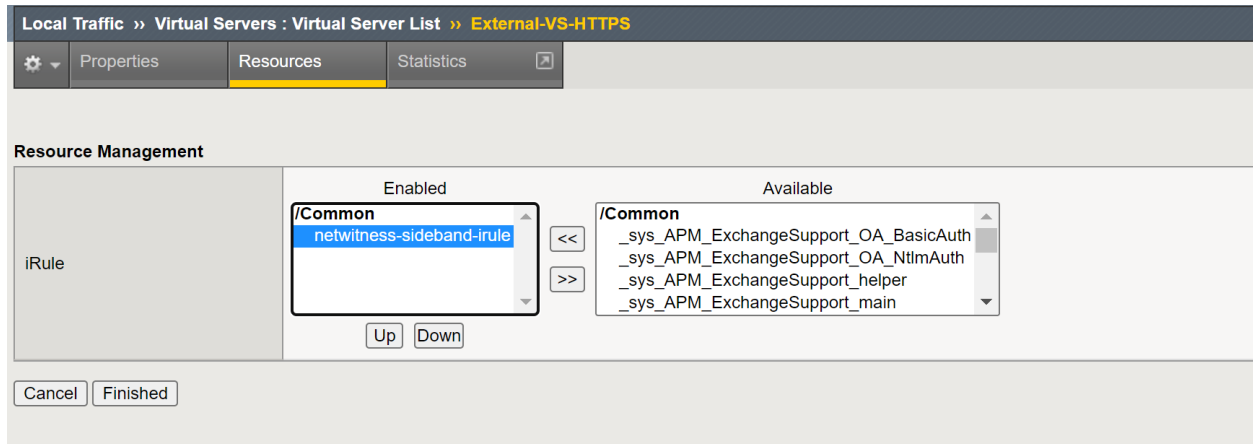 Local Traffic ›› Virtual Servers : Virtual Server List ›› External-VS-HTTPS
Properties Resources Statistics
Resource Management
Enabled Available
/Common /Common
netwitness-sideband-irule _sys_APM_ExchangeSupport_OA_BasicAuth
<< _sys_APM_ExchangeSupport_OA_NtlmAuth
iRule _sys_APM_ExchangeSupport_helper
>> _sys_APM_ExchangeSupport_main
Up Down
Cancel Finished